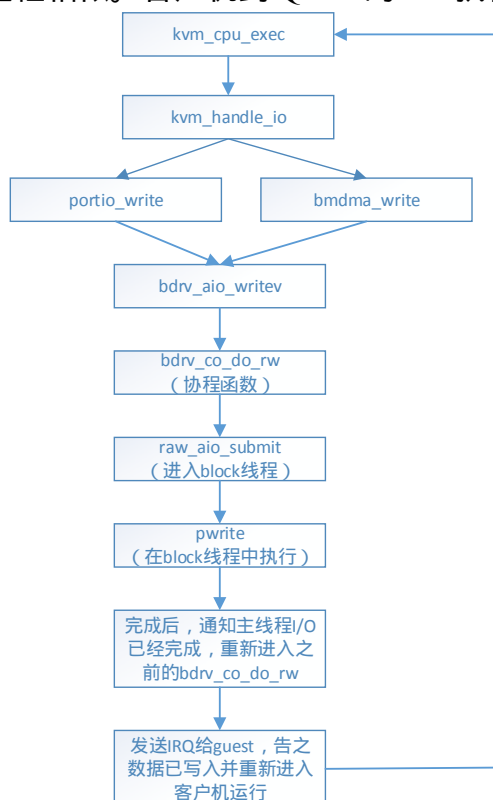 kvm_cpu_exec
kvm_handle_io
portio_write
bmdma_write
bdrv_aio_writev
bdrv_co_do_rw
（协程函数）
raw_aio_submit
（进入block线程）
pwrite
（在block线程中执行）
完成后，通知主线程I/O
已经完成，重新进入之
前的bdrv_co_do_rw
发送IRQ给guest，告之
数据已写入并重新进入
客户机运行